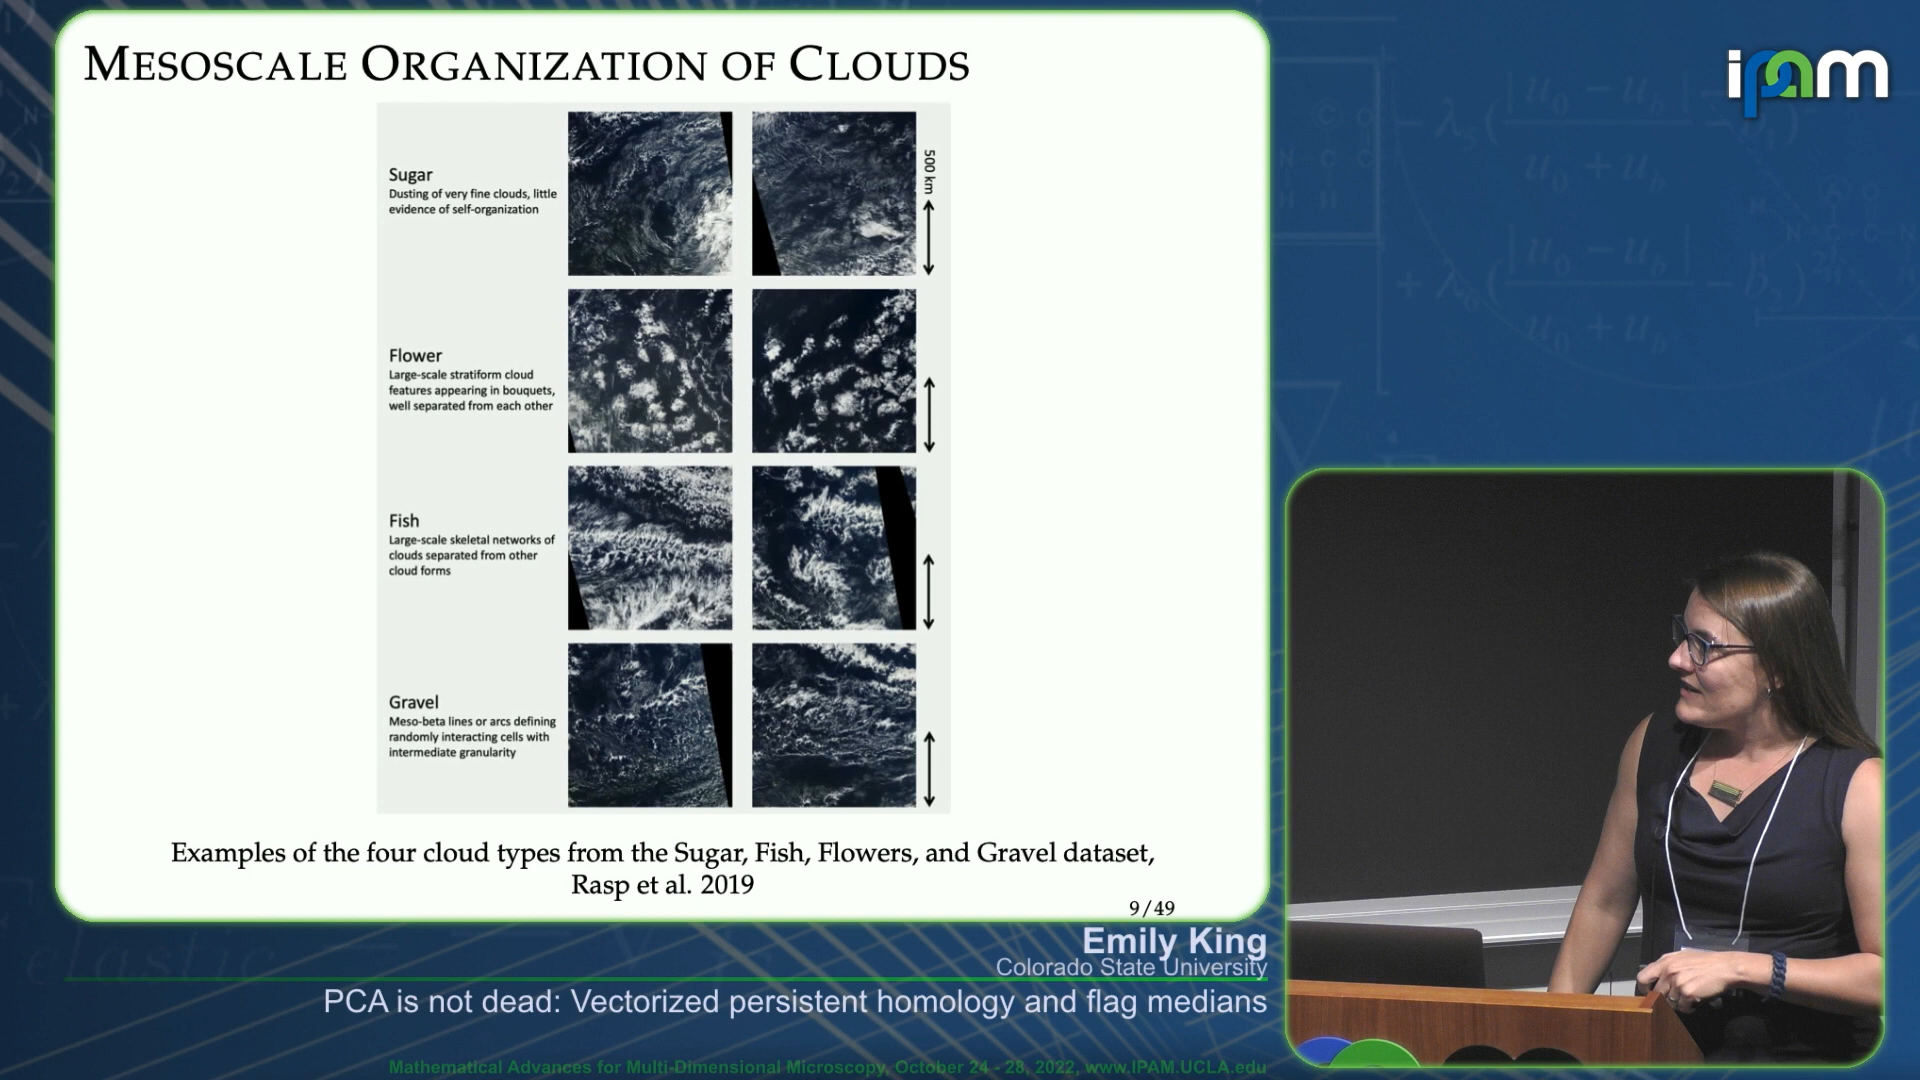 MESOSCALE ORGANIZATION OF CLOUDS
Sugar
Dusting of very fine clouds, little
evidence of self-organization
500 km
Flower
Large-scale stratiform cloud
features appearing in bouquets,
well separated from each other
Fish
Large-scale skeletal networks of
clouds separated from other
cloud forms
Gravel
Meso-beta lines or arcs defining
randomly interacting cells with
intermediate granularity
Examples of the four cloud types from the Sugar, Fish, Flowers, and Gravel dataset,
Rasp et al. 2019
9/49
ipam
Emily King
Colorado State University
PCA is not dead: Vectorized persistent homology and flag medians
Mathematical Advances for Multi-Dimensional Microscopy, October 24 - 28, 2022, www.IPAM.UCLA.edu
elastic